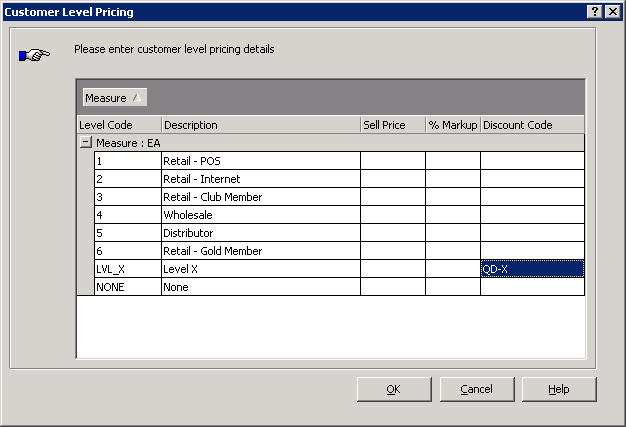 Customer Level Pricing
Please enter customer level pricing details
Measure
Level Code Description Sell Price % Markup Discount Code
Measure : EA
1 Retail - POS
2 Retail - Internet
3 Retail - Club Member
4 Wholesale
5 Distributor
6 Retail - Gold Member
LVL_X Level X QD-X
NONE None
OK Cancel Help